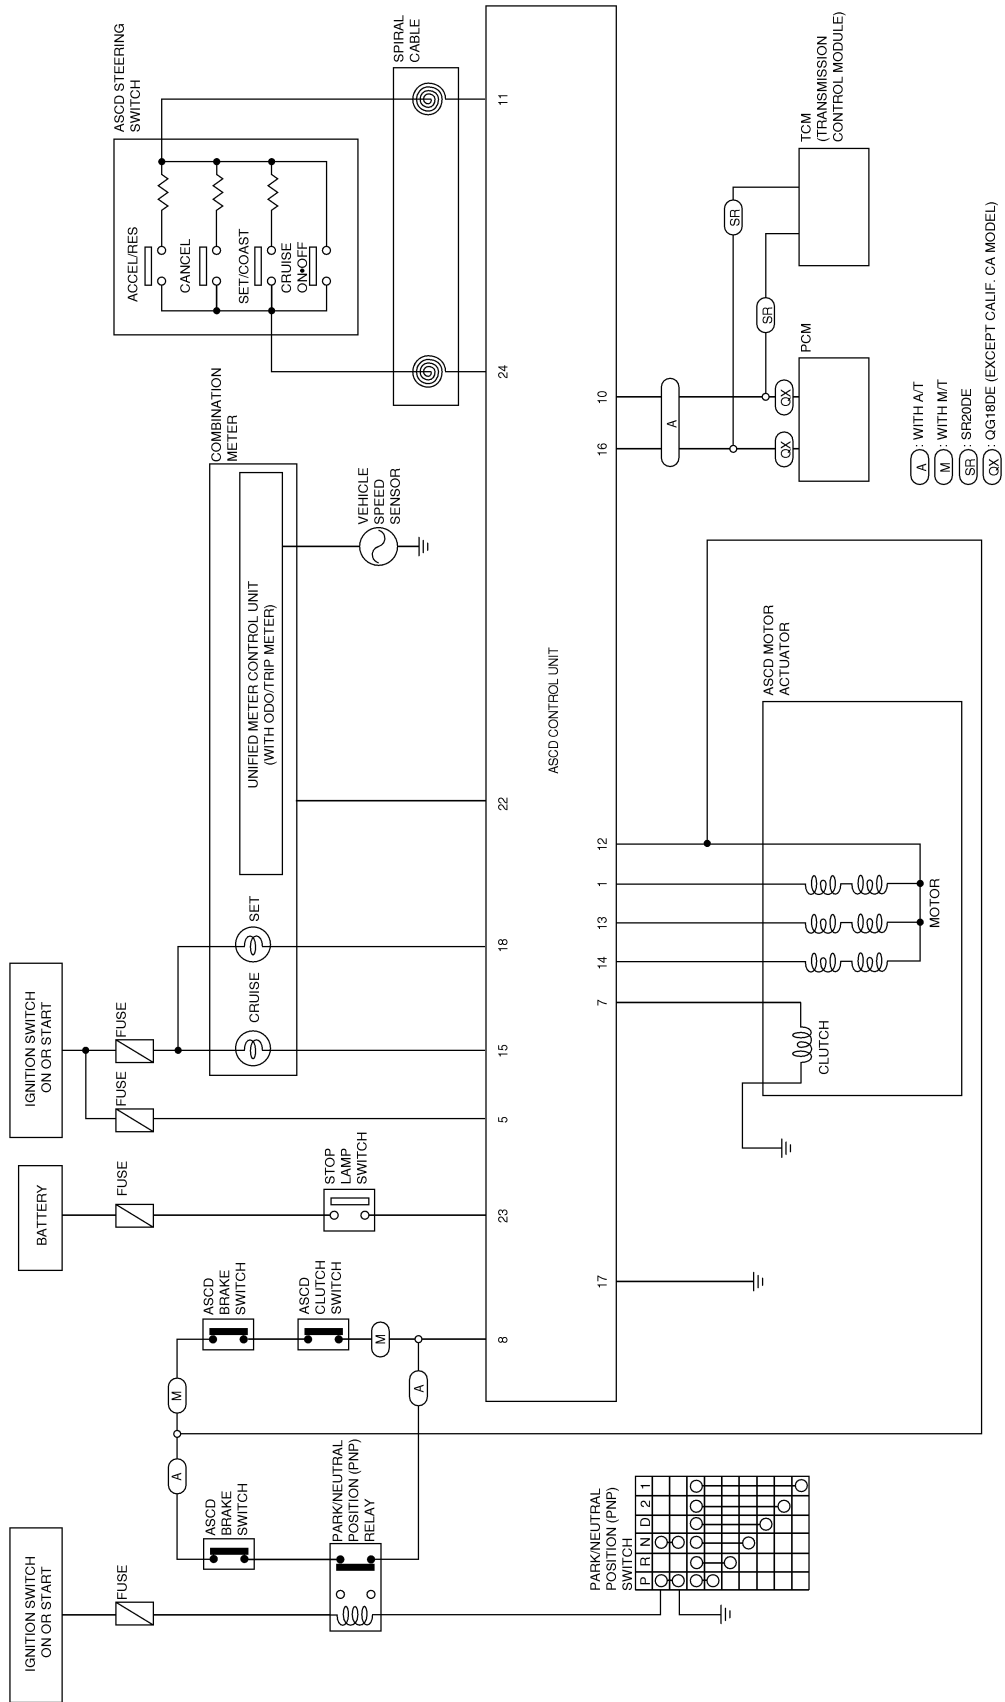 IGNITION SWITCH
ON OR START
FUSE
A
M
ASCD
BRAKE
SWITCH
PARK/NEUTRAL
POSITION (PNP)
RELAY
ASCD
BRAKE
SWITCH
ASCD
CLUTCH
SWITCH
M
A
8
PARK/NEUTRAL
POSITION (PNP)
SWITCH
P R N D 2 1
BATTERY
FUSE
STOP
LAMP
SWITCH
23
IGNITION SWITCH
ON OR START
FUSE
FUSE
5
15
18
22
CRUISE
SET
COMBINATION
METER
UNIFIED METER CONTROL UNIT
(WITH ODO/TRIP METER)
VEHICLE
SPEED
SENSOR
ASCD STEERING
SWITCH
ACCEL/RES
CANCEL
SET/COAST
CRUISE
ON•OFF
SPIRAL
CABLE
24
11
ASCD CONTROL UNIT
17
7
14
13
1
12
16
10
CLUTCH
MOTOR
ASCD MOTOR
ACTUATOR
A
QX
QX
SR
SR
PCM
TCM
(TRANSMISSION
CONTROL MODULE)
A : WITH A/T
M : WITH M/T
SR : SR20DE
QX : QG18DE (EXCEPT CALIF. CA MODEL)